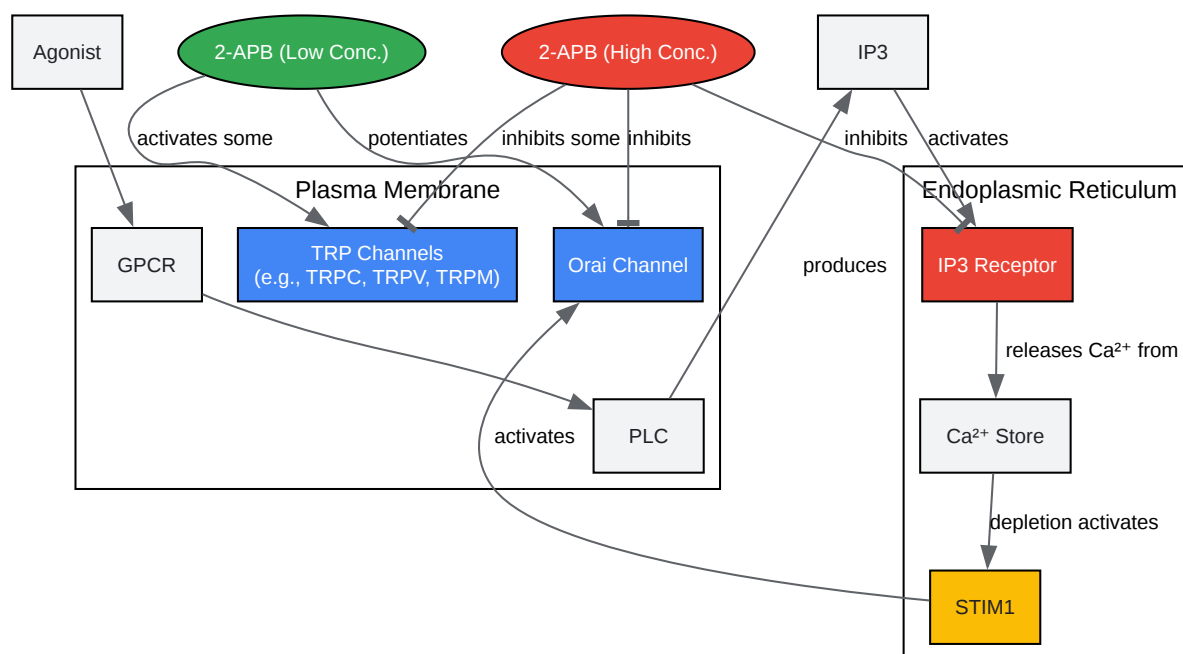 Agonist
2-APB (Low Conc.)
2-APB (High Conc.)
IP3
activates some
potentiates
inhibits some
inhibits
inhibits
activates
Plasma Membrane
Endoplasmic Reticulum
GPCR
TRP Channels
(e.g., TRPC, TRPV, TRPM)
Orai Channel
produces
IP3 Receptor
releases Ca²⁺ from
activates
PLC
Ca²⁺ Store
depletion activates
STIM1